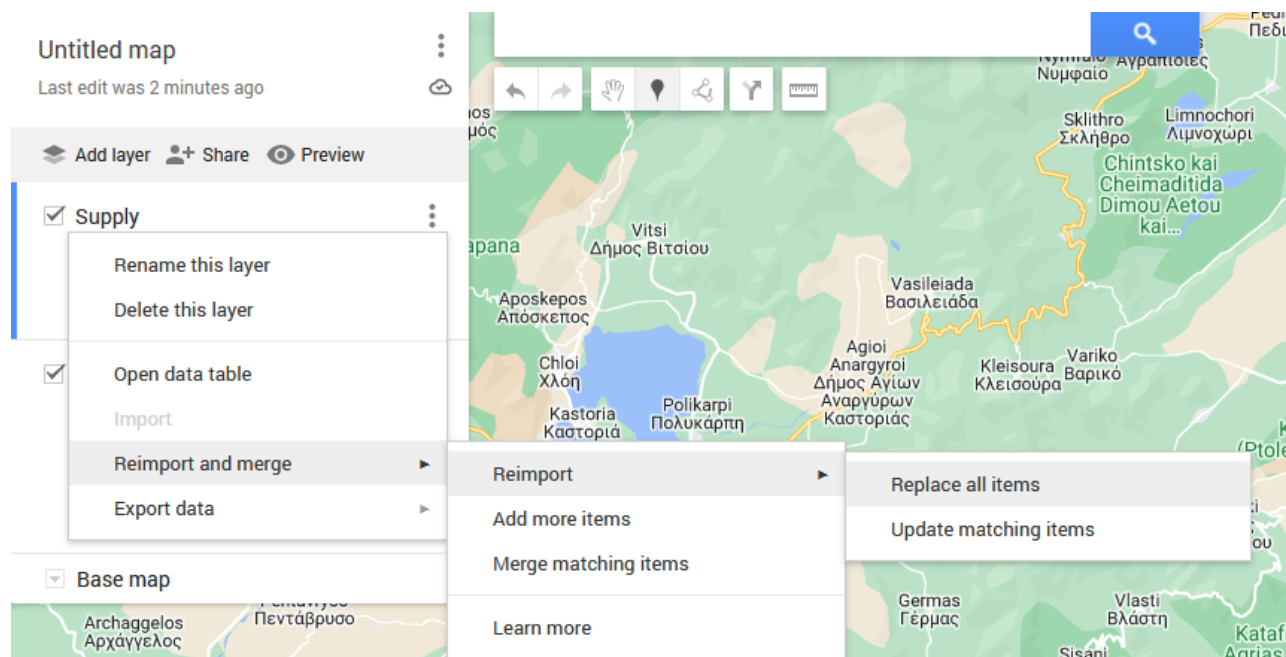 Untitled map
Last edit was 2 minutes ago
Add layer
Share
Preview
Supply
Rename this layer
Delete this layer
Open data table
Import
Reimport and merge
Export data
Base map
Reimport
Add more items
Merge matching items
Learn more
Replace all items
Update matching items
Νυμφαίο
Αγραπιδιές
Sklithro
Σκλήθρο
Limnochori
Λιμνοχώρι
Chintsko kai
Cheimaditida
Dimou Aetou
kai...
Vitsi
Δήμος Βιτσίου
Vasileiada
Βασιλειάδα
Aposkepos
Απόσκεπος
Chloi
Χλόη
Agioi
Anargyroi
Δήμος Αγίων
Αναργύρων
Καστοριάς
Kleisoura
Κλεισούρα
Variko
Βαρικό
Kastoria
Καστοριά
Polikarpi
Πολυκάρπη
Germas
Γέρμας
Vlasti
Βλάστη
Archaggelos
Αρχάγγελος
Πεντάβρυσο
Sisani